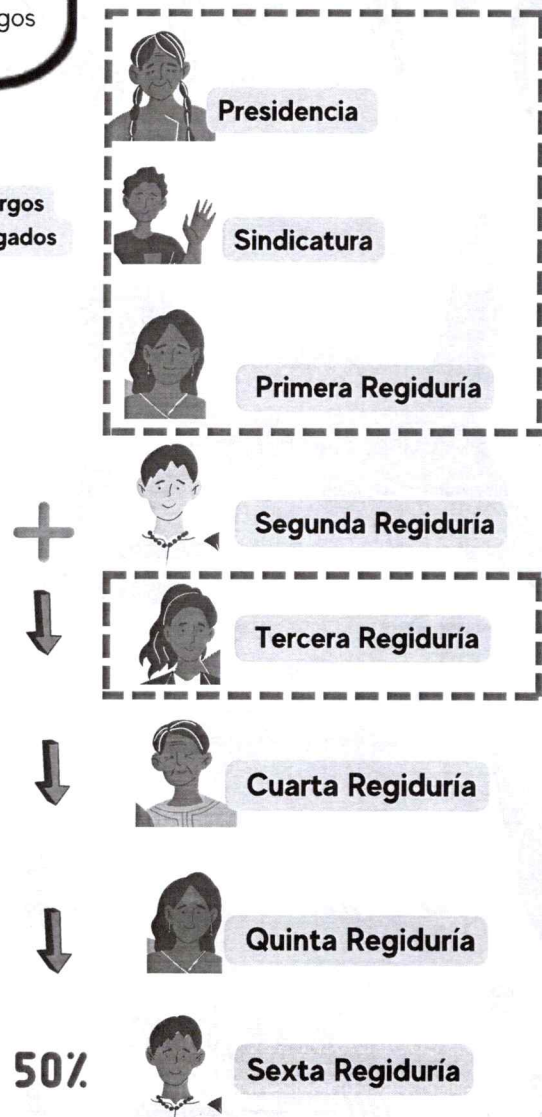 gos
Presidencia
rgos
gados
Sindicatura
Primera Regiduría
+
Segunda Regiduría
Tercera Regiduría
Cuarta Regiduría
Quinta Regiduría
50%
Sexta Regiduría